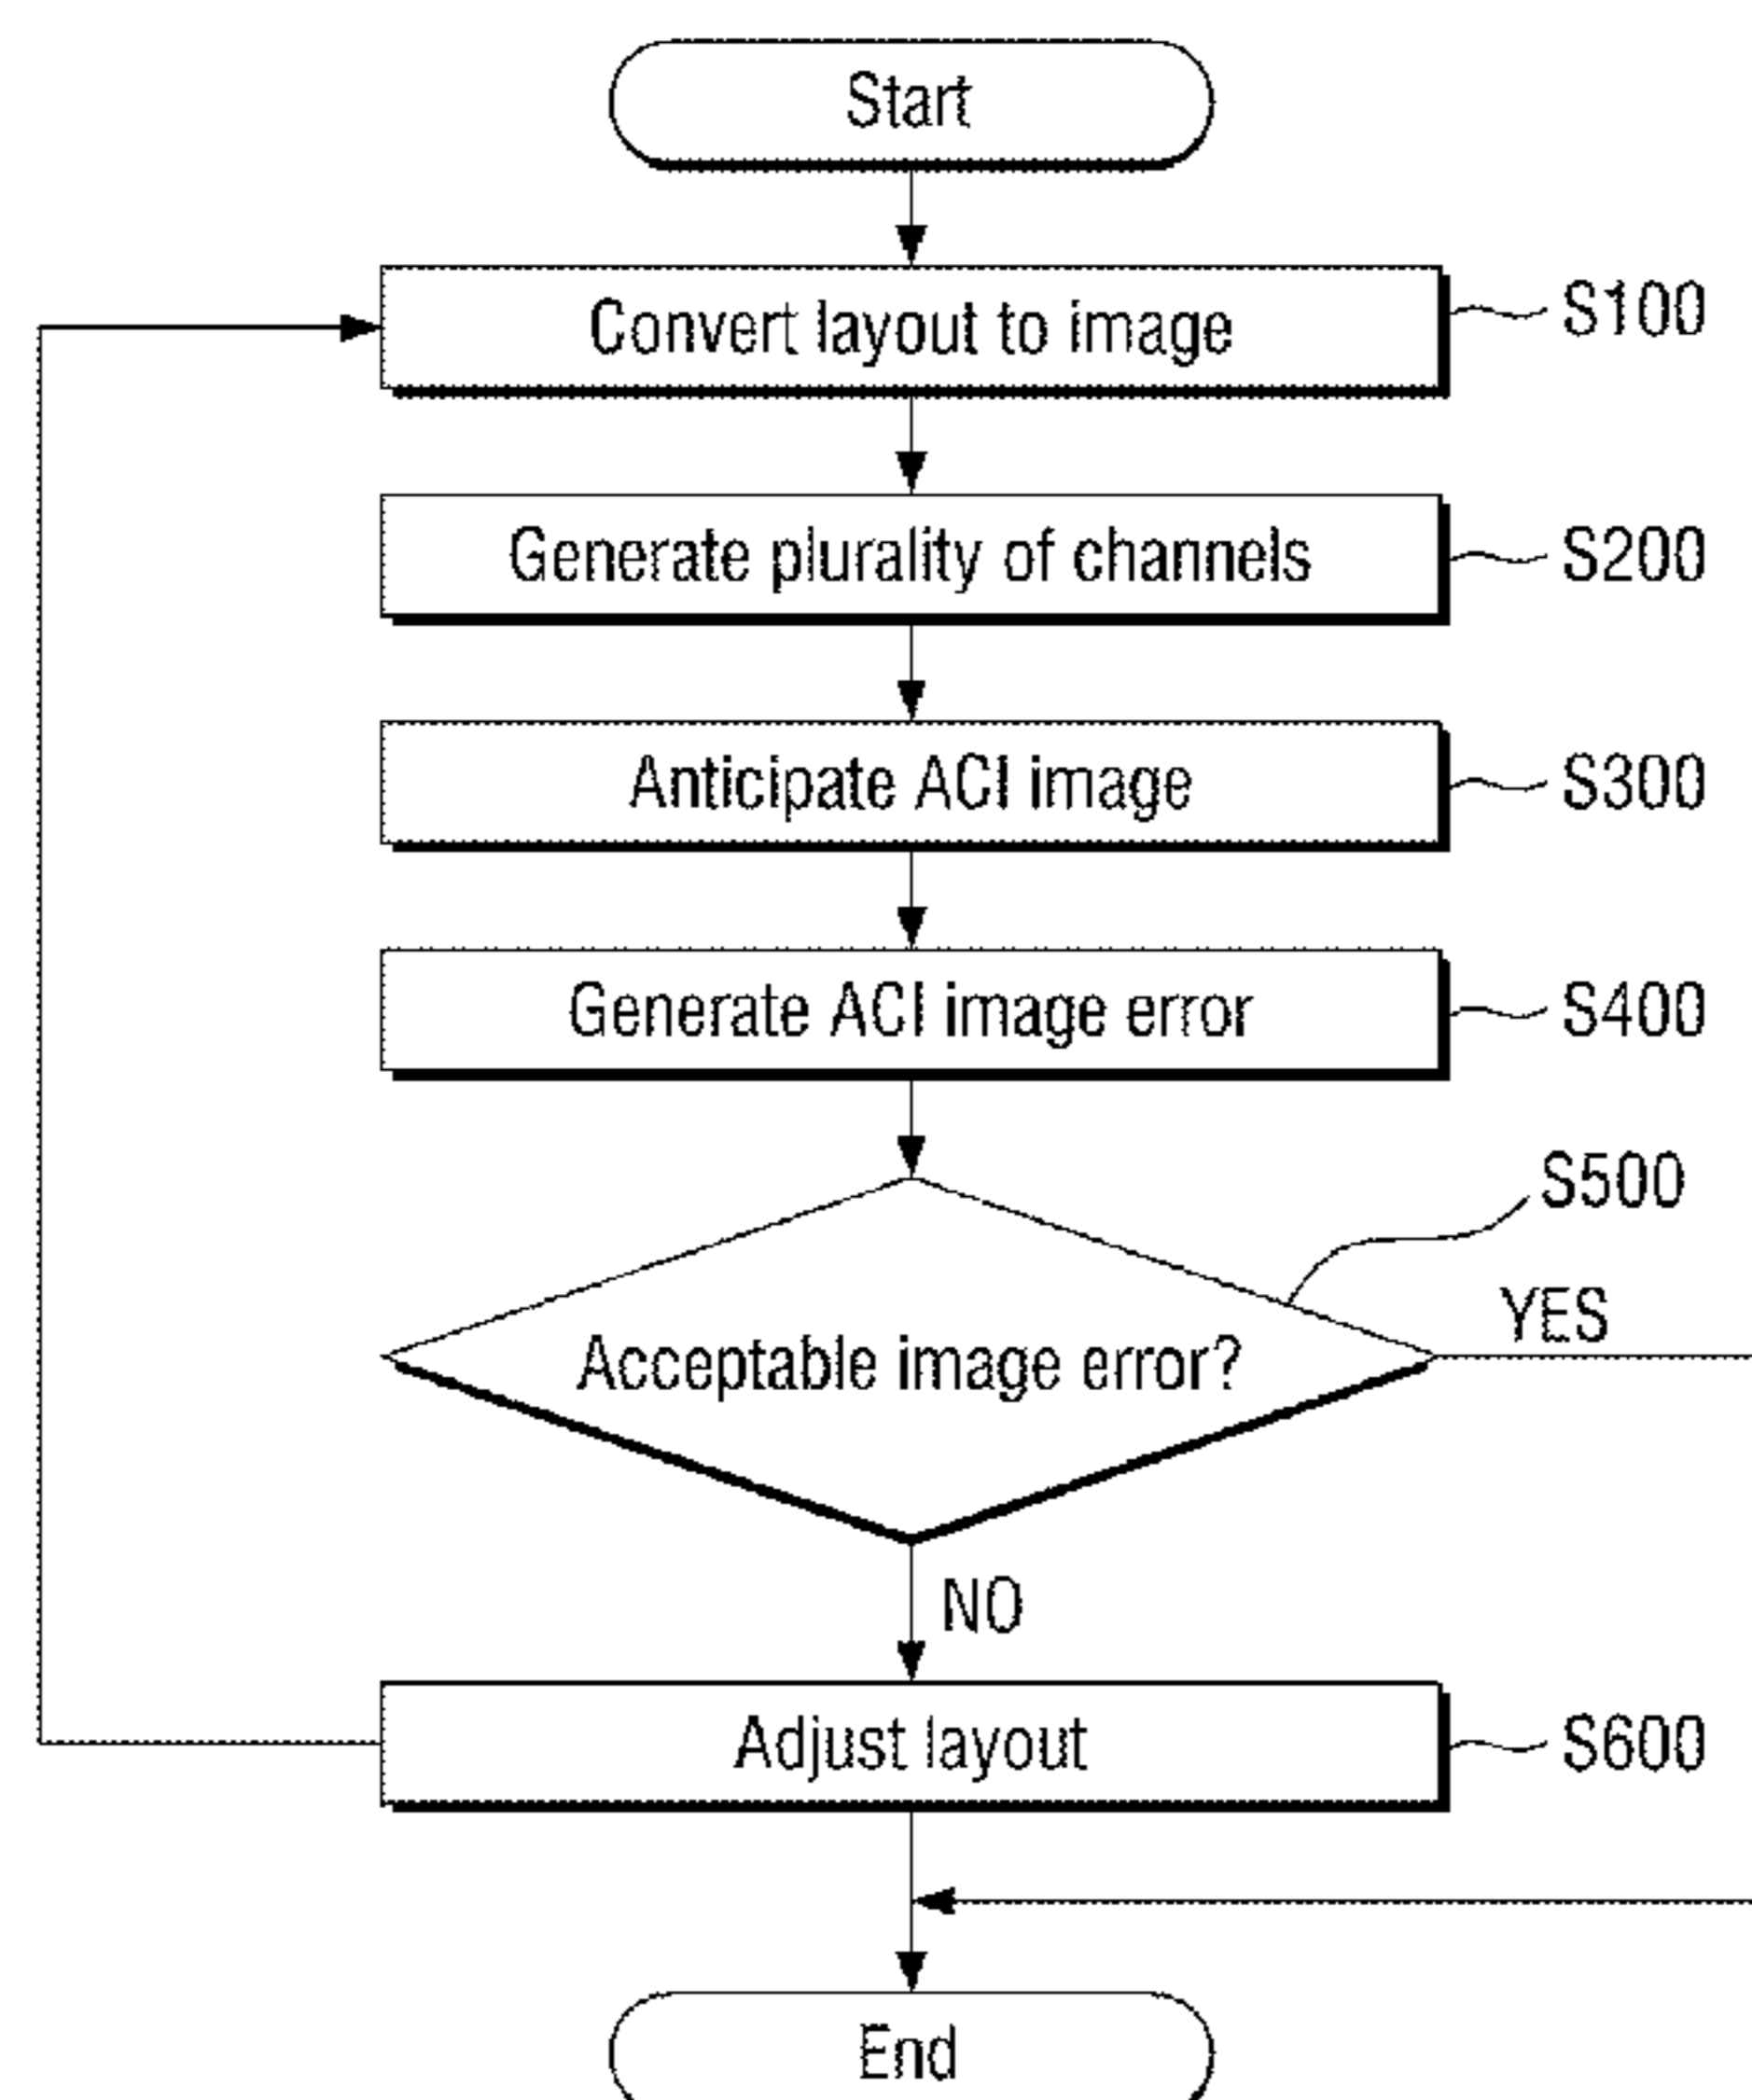 Start
Convert layout to image
S100
Generate plurality of channels
S200
Anticipate ACI image
S300
Generate ACI image error
S400
S500
YES
Acceptable image error?
NO
Adjust layout
S600
End